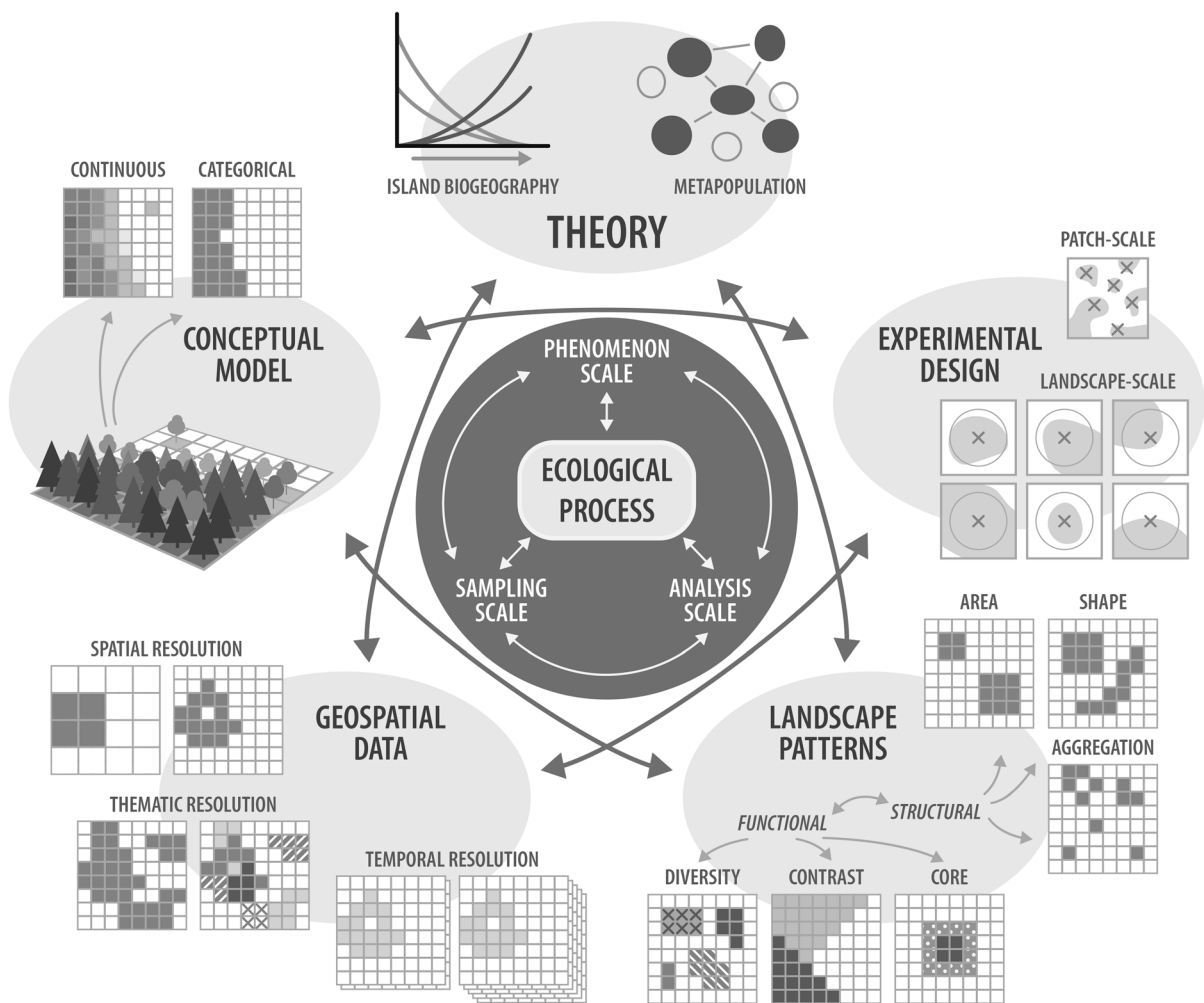 ISLAND BIOGEOGRAPHY
METAPOPULATION
THEORY
CONTINUOUS
CATEGORICAL
CONCEPTUAL
MODEL
PATCH-SCALE
EXPERIMENTAL
DESIGN
LANDSCAPE-SCALE
PHENOMENON
SCALE
ECOLOGICAL
PROCESS
SAMPLING
SCALE
ANALYSIS
SCALE
SPATIAL RESOLUTION
GEOSPATIAL
DATA
THEMATIC RESOLUTION
TEMPORAL RESOLUTION
LANDSCAPE
PATTERNS
AREA
SHAPE
AGGREGATION
STRUCTURAL
FUNCTIONAL
DIVERSITY
CONTRAST
CORE